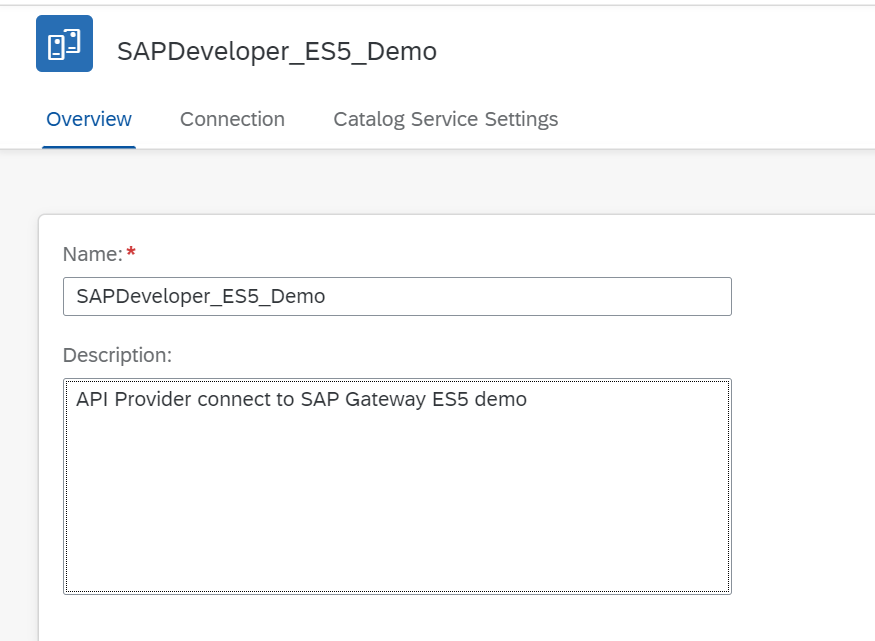 SAPDeveloper_ES5_Demo
Overview Connection Catalog Service Settings
Name:*
SAPDeveloper_ES5_Demo
Description:
API Provider connect to SAP Gateway ES5 demo